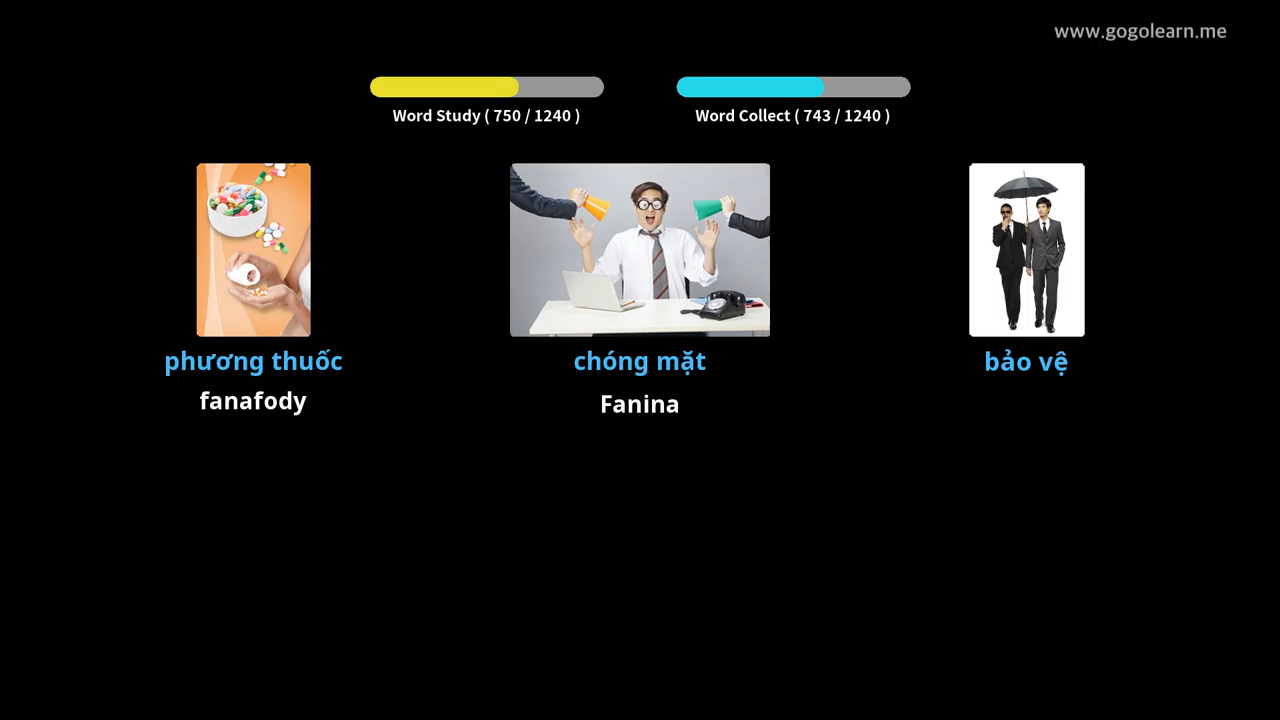 www.gogolearn.me
Word Study ( 750 / 1240 )
Word Collect ( 743 / 1240 )
phương thuốc
fanafody
chóng mặt
Fanina
bảo vệ